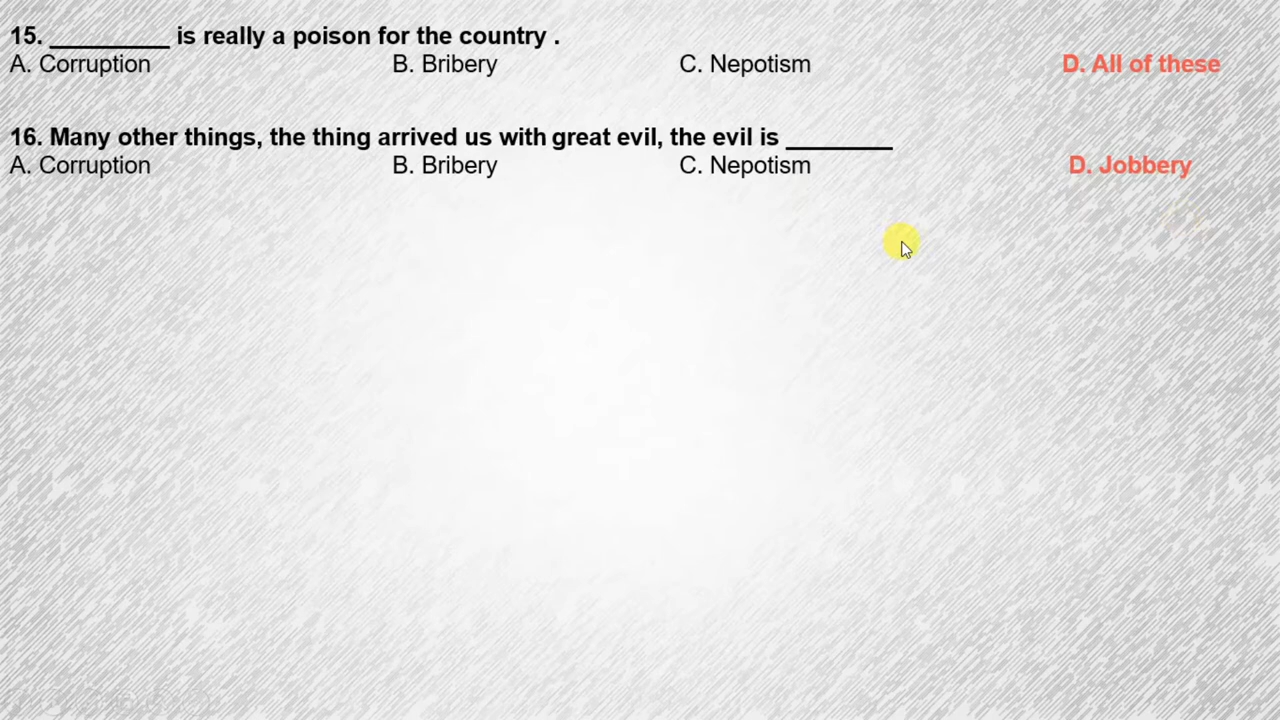 15. _________ is really a poison for the country .
A. Corruption B. Bribery C. Nepotism D. All of these
16. Many other things, the thing arrived us with great evil, the evil is ________
A. Corruption B. Bribery C. Nepotism D. Jobbery